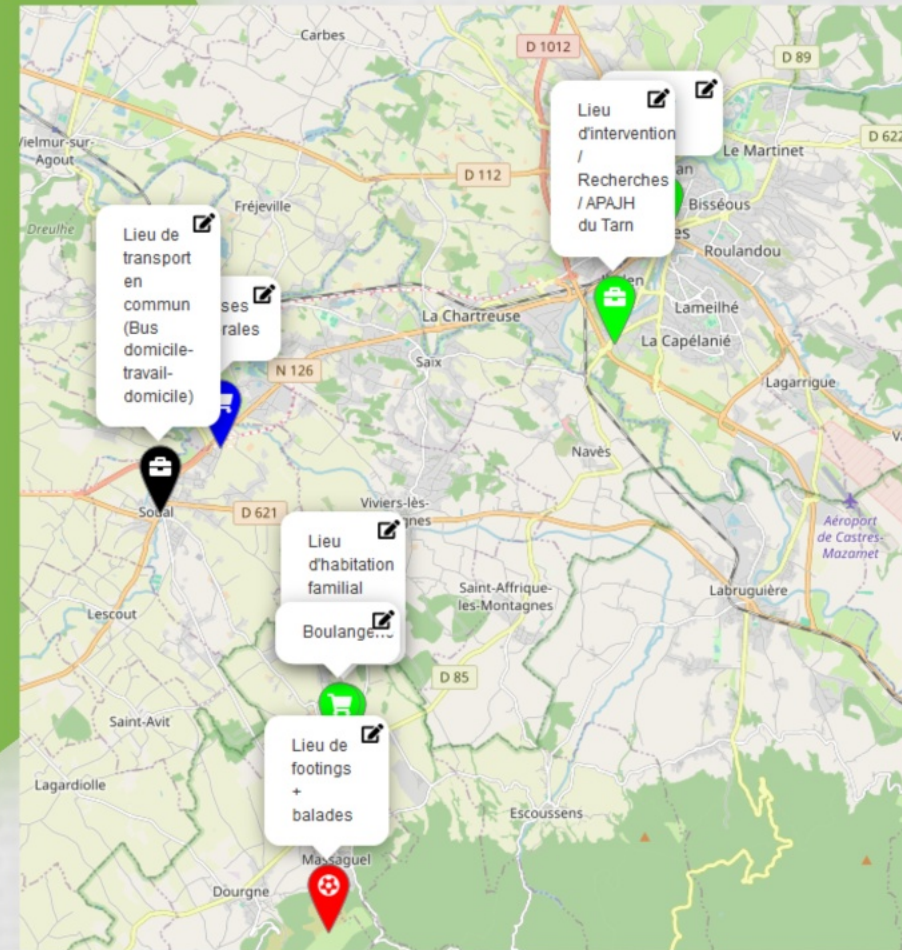 Carbes
D 1012
D 89
D 622
Vielmur-sur-
Agout
Le Martinet
D 112
Lieu
d'intervention
/
Recherches
/ APAJH
du Tarn
Fréjeville
Bisséous
Dreulhe
Roulandou
Lieu de
transport
en
commun
(Bus
domicile-
travail-
domicile)
La Chartreuse
Lameilhé
La Capélanié
Saix
N 126
Lagarrigue
Navès
Soual
D 621
Viviers-lès-
Aéroport
de Castres-
Mazamet
Lieu
d'habitation
familial
Saint-Affrique-
les-Montagnes
Labruguière
Lescout
D 85
Saint-Avit
Lieu de
footings
+
balades
Lagardiolle
Escoussens
Massaguel
Dourgne